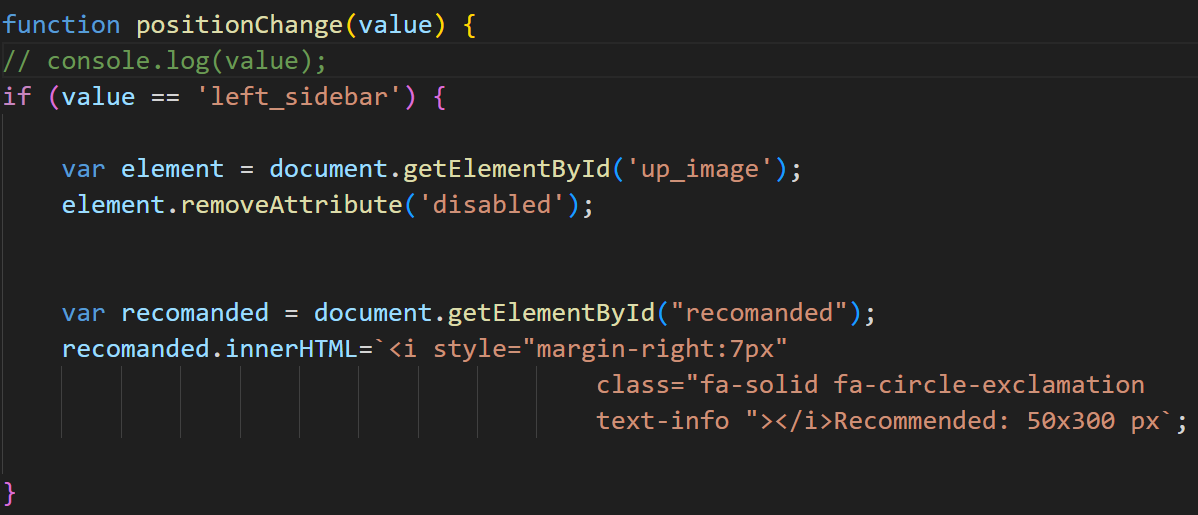 function positionChange(value) {
// console.log(value);
if (value == 'left_sidebar') {
var element = document.getElementById('up_image');
element.removeAttribute('disabled');
var recomanded = document.getElementById("recomanded");
recomanded.innerHTML=`<i style="margin-right:7px"
class="fa-solid fa-circle-exclamation
text-info "></i>Recommended: 50x300 px`;
}